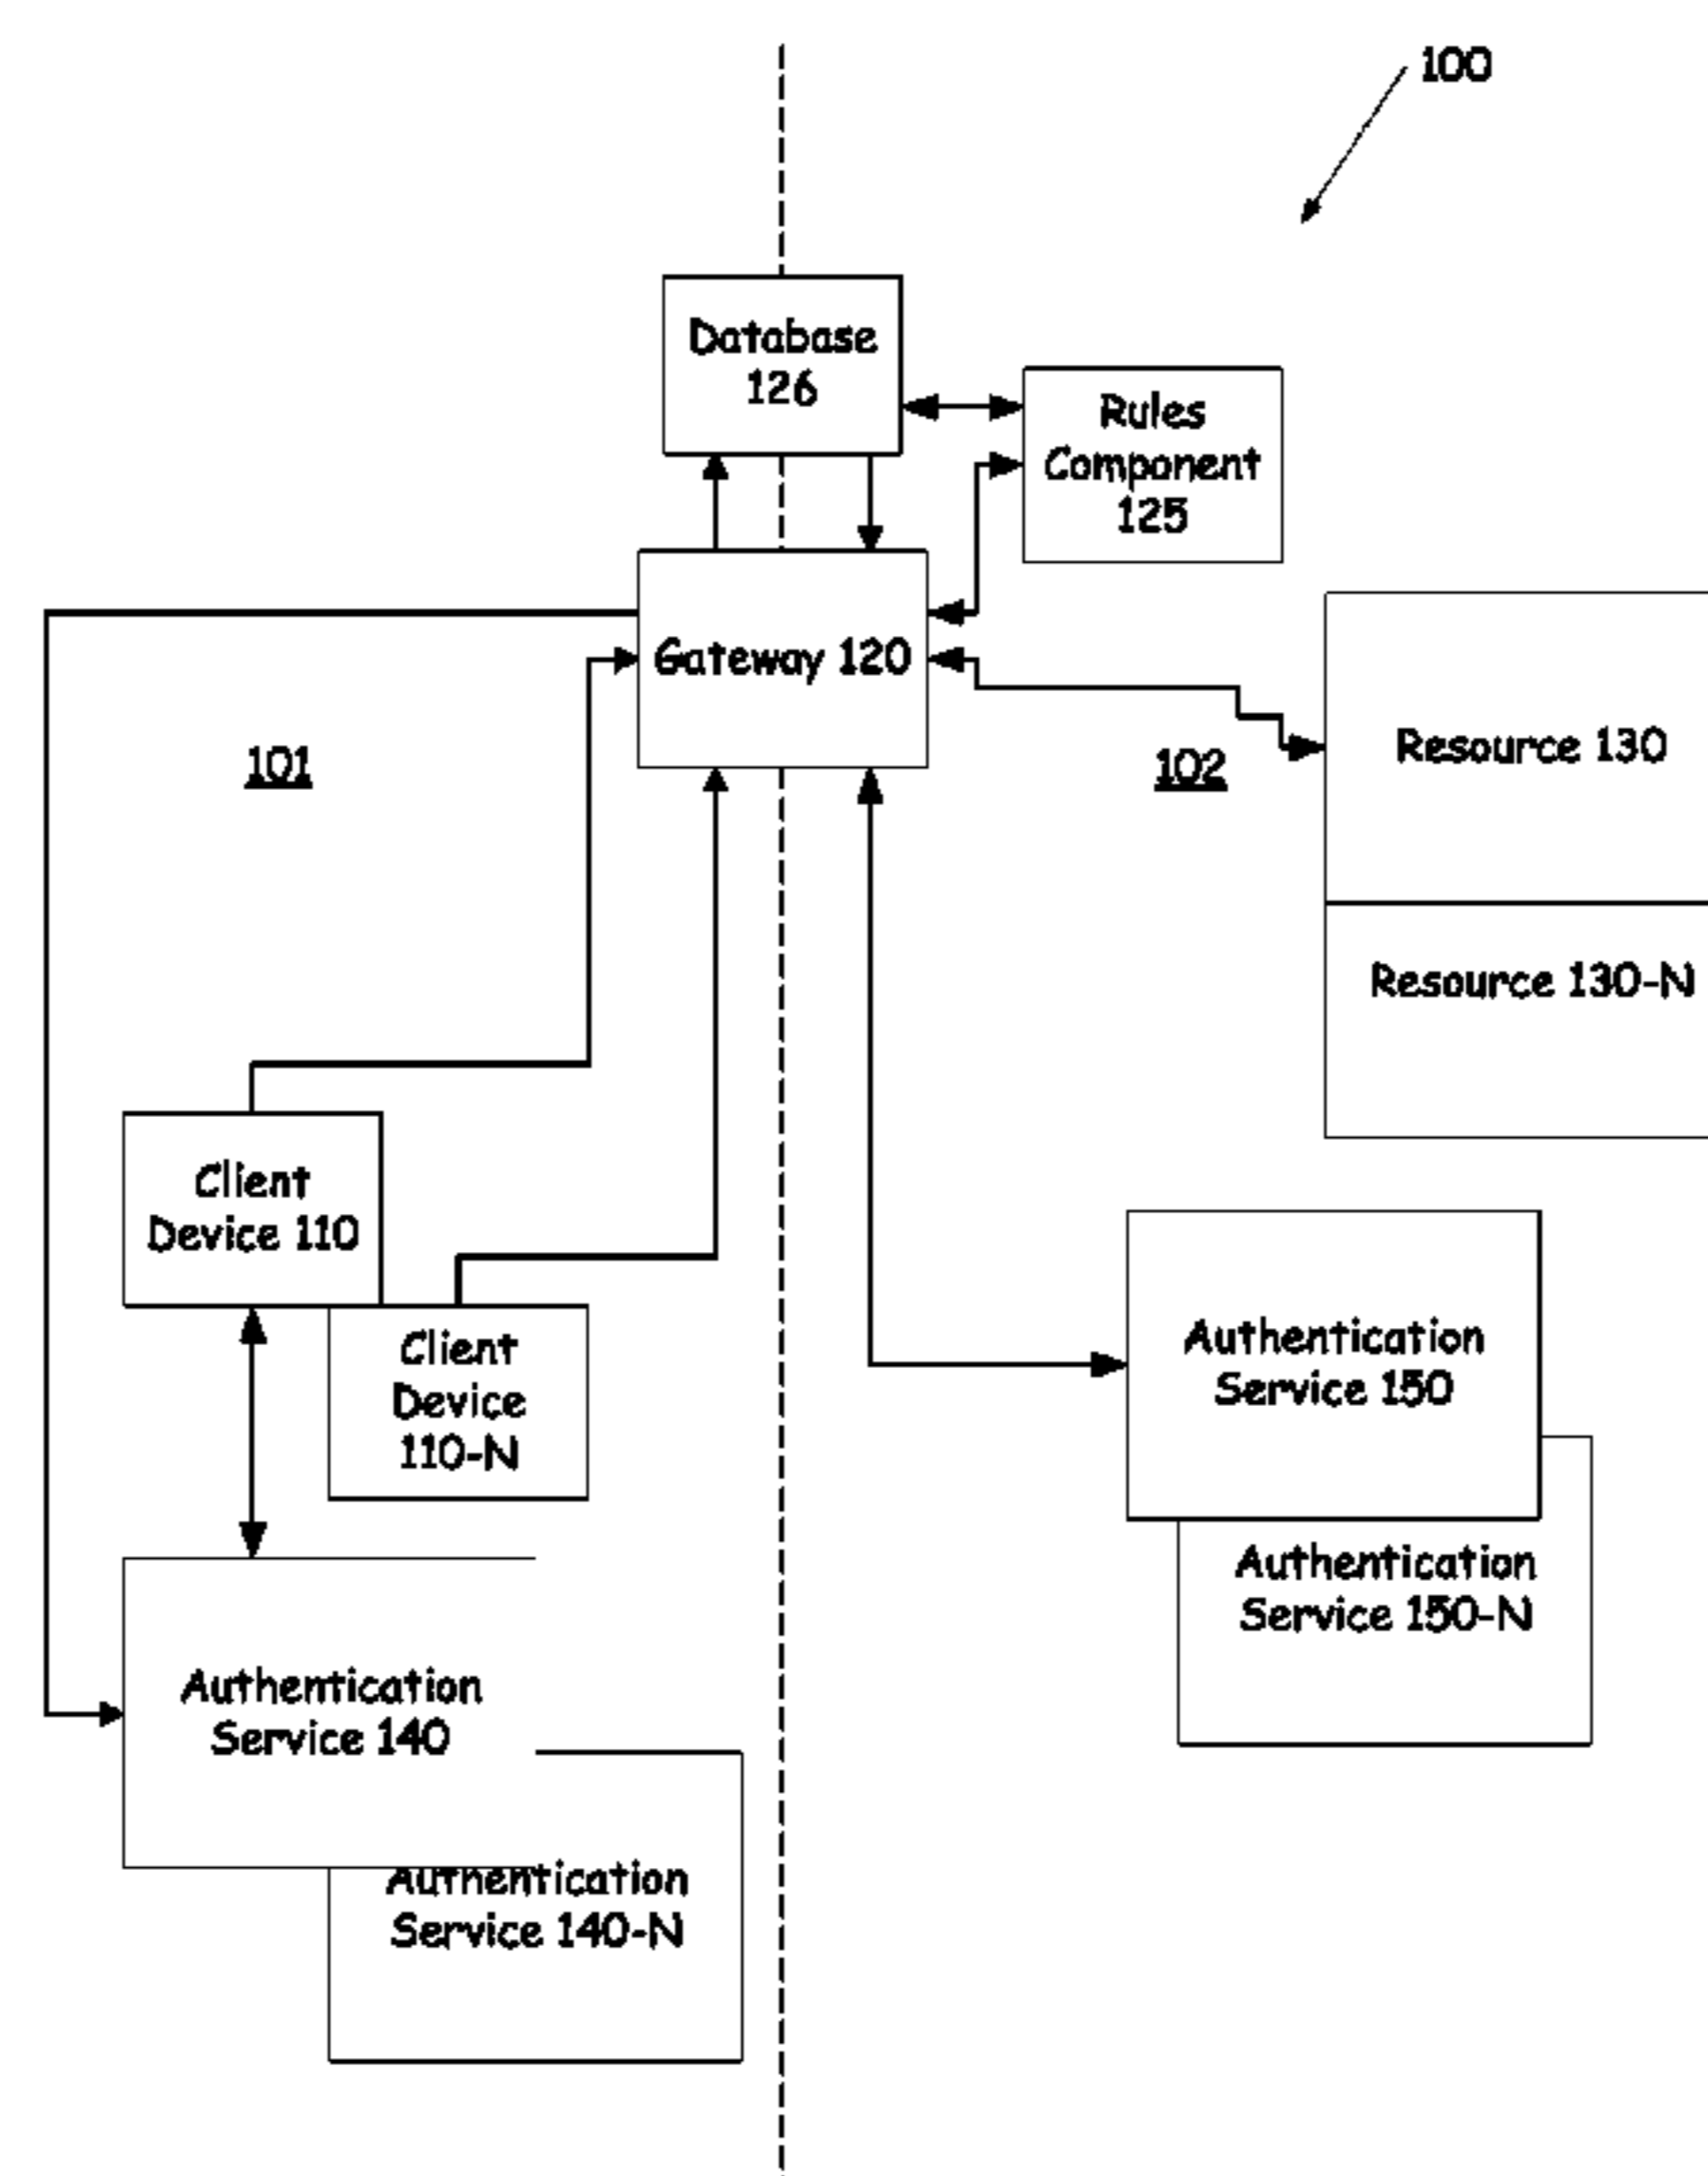 100
Database
126
Rules
Component
125
Gateway 120
101
102
Resource 130
Resource 130-N
Client
Device 110
Client
Device
110-N
Authentication
Service 150
Authentication
Service 150-N
Authentication
Service 140
Authentication
Service 140-N